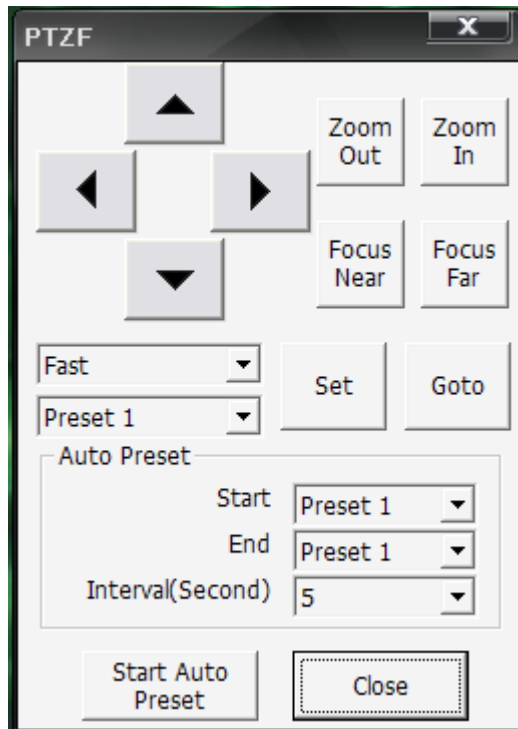 PTZF
x
Zoom Out
Zoom In
Focus Near
Focus Far
Fast
Preset 1
Set
Goto
Auto Preset
Start Preset 1
End Preset 1
Interval(Second) 5
Start Auto Preset
Close